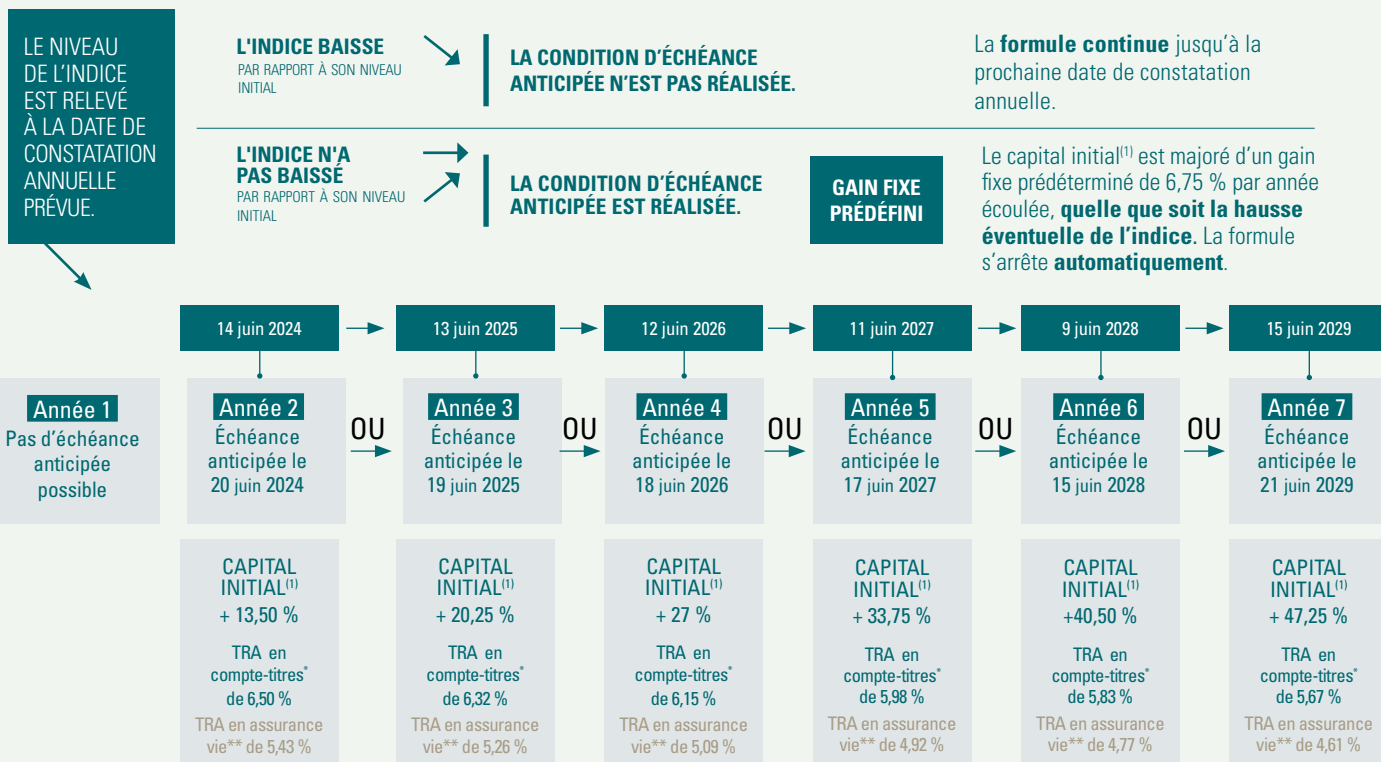 LE NIVEAU
DE L'INDICE
EST RELEVÉ
À LA DATE DE
CONSTATATION
ANNUELLE
PRÉVUE.
L'INDICE BAISSE
PAR RAPPORT À SON NIVEAU
INITIAL
LA CONDITION D'ÉCHÉANCE
ANTICIPÉE N'EST PAS RÉALISÉE.
La formule continue jusqu'à la
prochaine date de constatation
annuelle.
L'INDICE N'A
PAS BAISSÉ
PAR RAPPORT À SON NIVEAU
INITIAL
LA CONDITION D'ÉCHÉANCE
ANTICIPÉE EST RÉALISÉE.
GAIN FIXE
PRÉDÉFINI
Le capital initial(1) est majoré d'un gain
fixe prédéterminé de 6,75 % par année
écoulée, quelle que soit la hausse
éventuelle de l'indice. La formule
s'arrête automatiquement.
14 juin 2024
13 juin 2025
12 juin 2026
11 juin 2027
9 juin 2028
15 juin 2029
Année 1
Pas d'échéance
anticipée
possible
Année 2
Échéance
anticipée le
20 juin 2024
OU
Année 3
Échéance
anticipée le
19 juin 2025
OU
Année 4
Échéance
anticipée le
18 juin 2026
OU
Année 5
Échéance
anticipée le
17 juin 2027
OU
Année 6
Échéance
anticipée le
15 juin 2028
OU
Année 7
Échéance
anticipée le
21 juin 2029
CAPITAL
INITIAL(1)
+ 13,50 %
TRA en
compte-titres*
de 6,50 %
TRA en assurance
vie** de 5,43 %
CAPITAL
INITIAL(1)
+ 20,25 %
TRA en
compte-titres*
de 6,32 %
TRA en assurance
vie** de 5,26 %
CAPITAL
INITIAL(1)
+ 27 %
TRA en
compte-titres*
de 6,15 %
TRA en assurance
vie** de 5,09 %
CAPITAL
INITIAL(1)
+ 33,75 %
TRA en
compte-titres*
de 5,98 %
TRA en assurance
vie** de 4,92 %
CAPITAL
INITIAL(1)
+40,50 %
TRA en
compte-titres*
de 5,83 %
TRA en assurance
vie** de 4,77 %
CAPITAL
INITIAL(1)
+ 47,25 %
TRA en
compte-titres*
de 5,67 %
TRA en assurance
vie** de 4,61 %